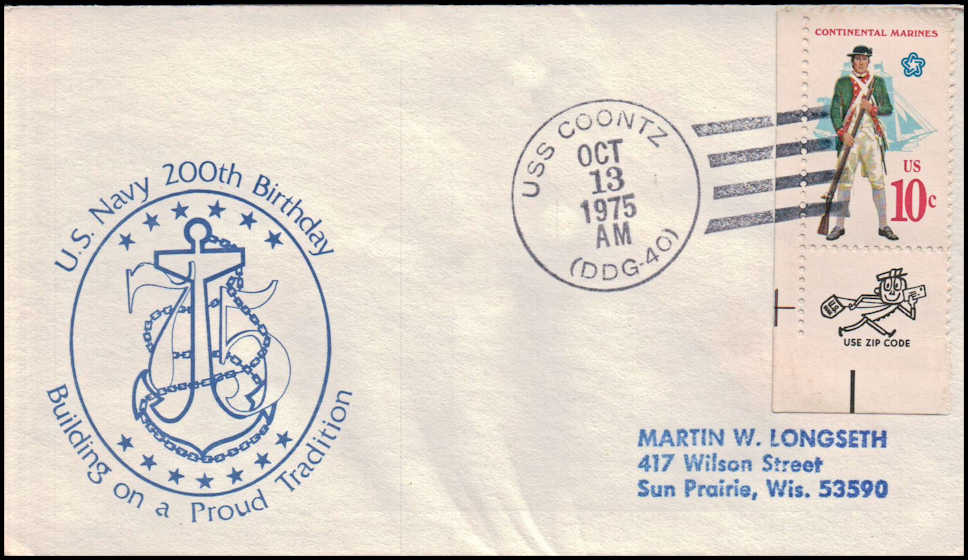 U.S. Navy 200th Birthday
75
Building on a Proud Tradition
USS COONTZ
OCT
13
1975
AM
(DDG-40)
CONTINENTAL MARINES
US
10c
USE ZIP CODE
MARTIN W. LONGSETH
417 Wilson Street
Sun Prairie, Wis. 53590